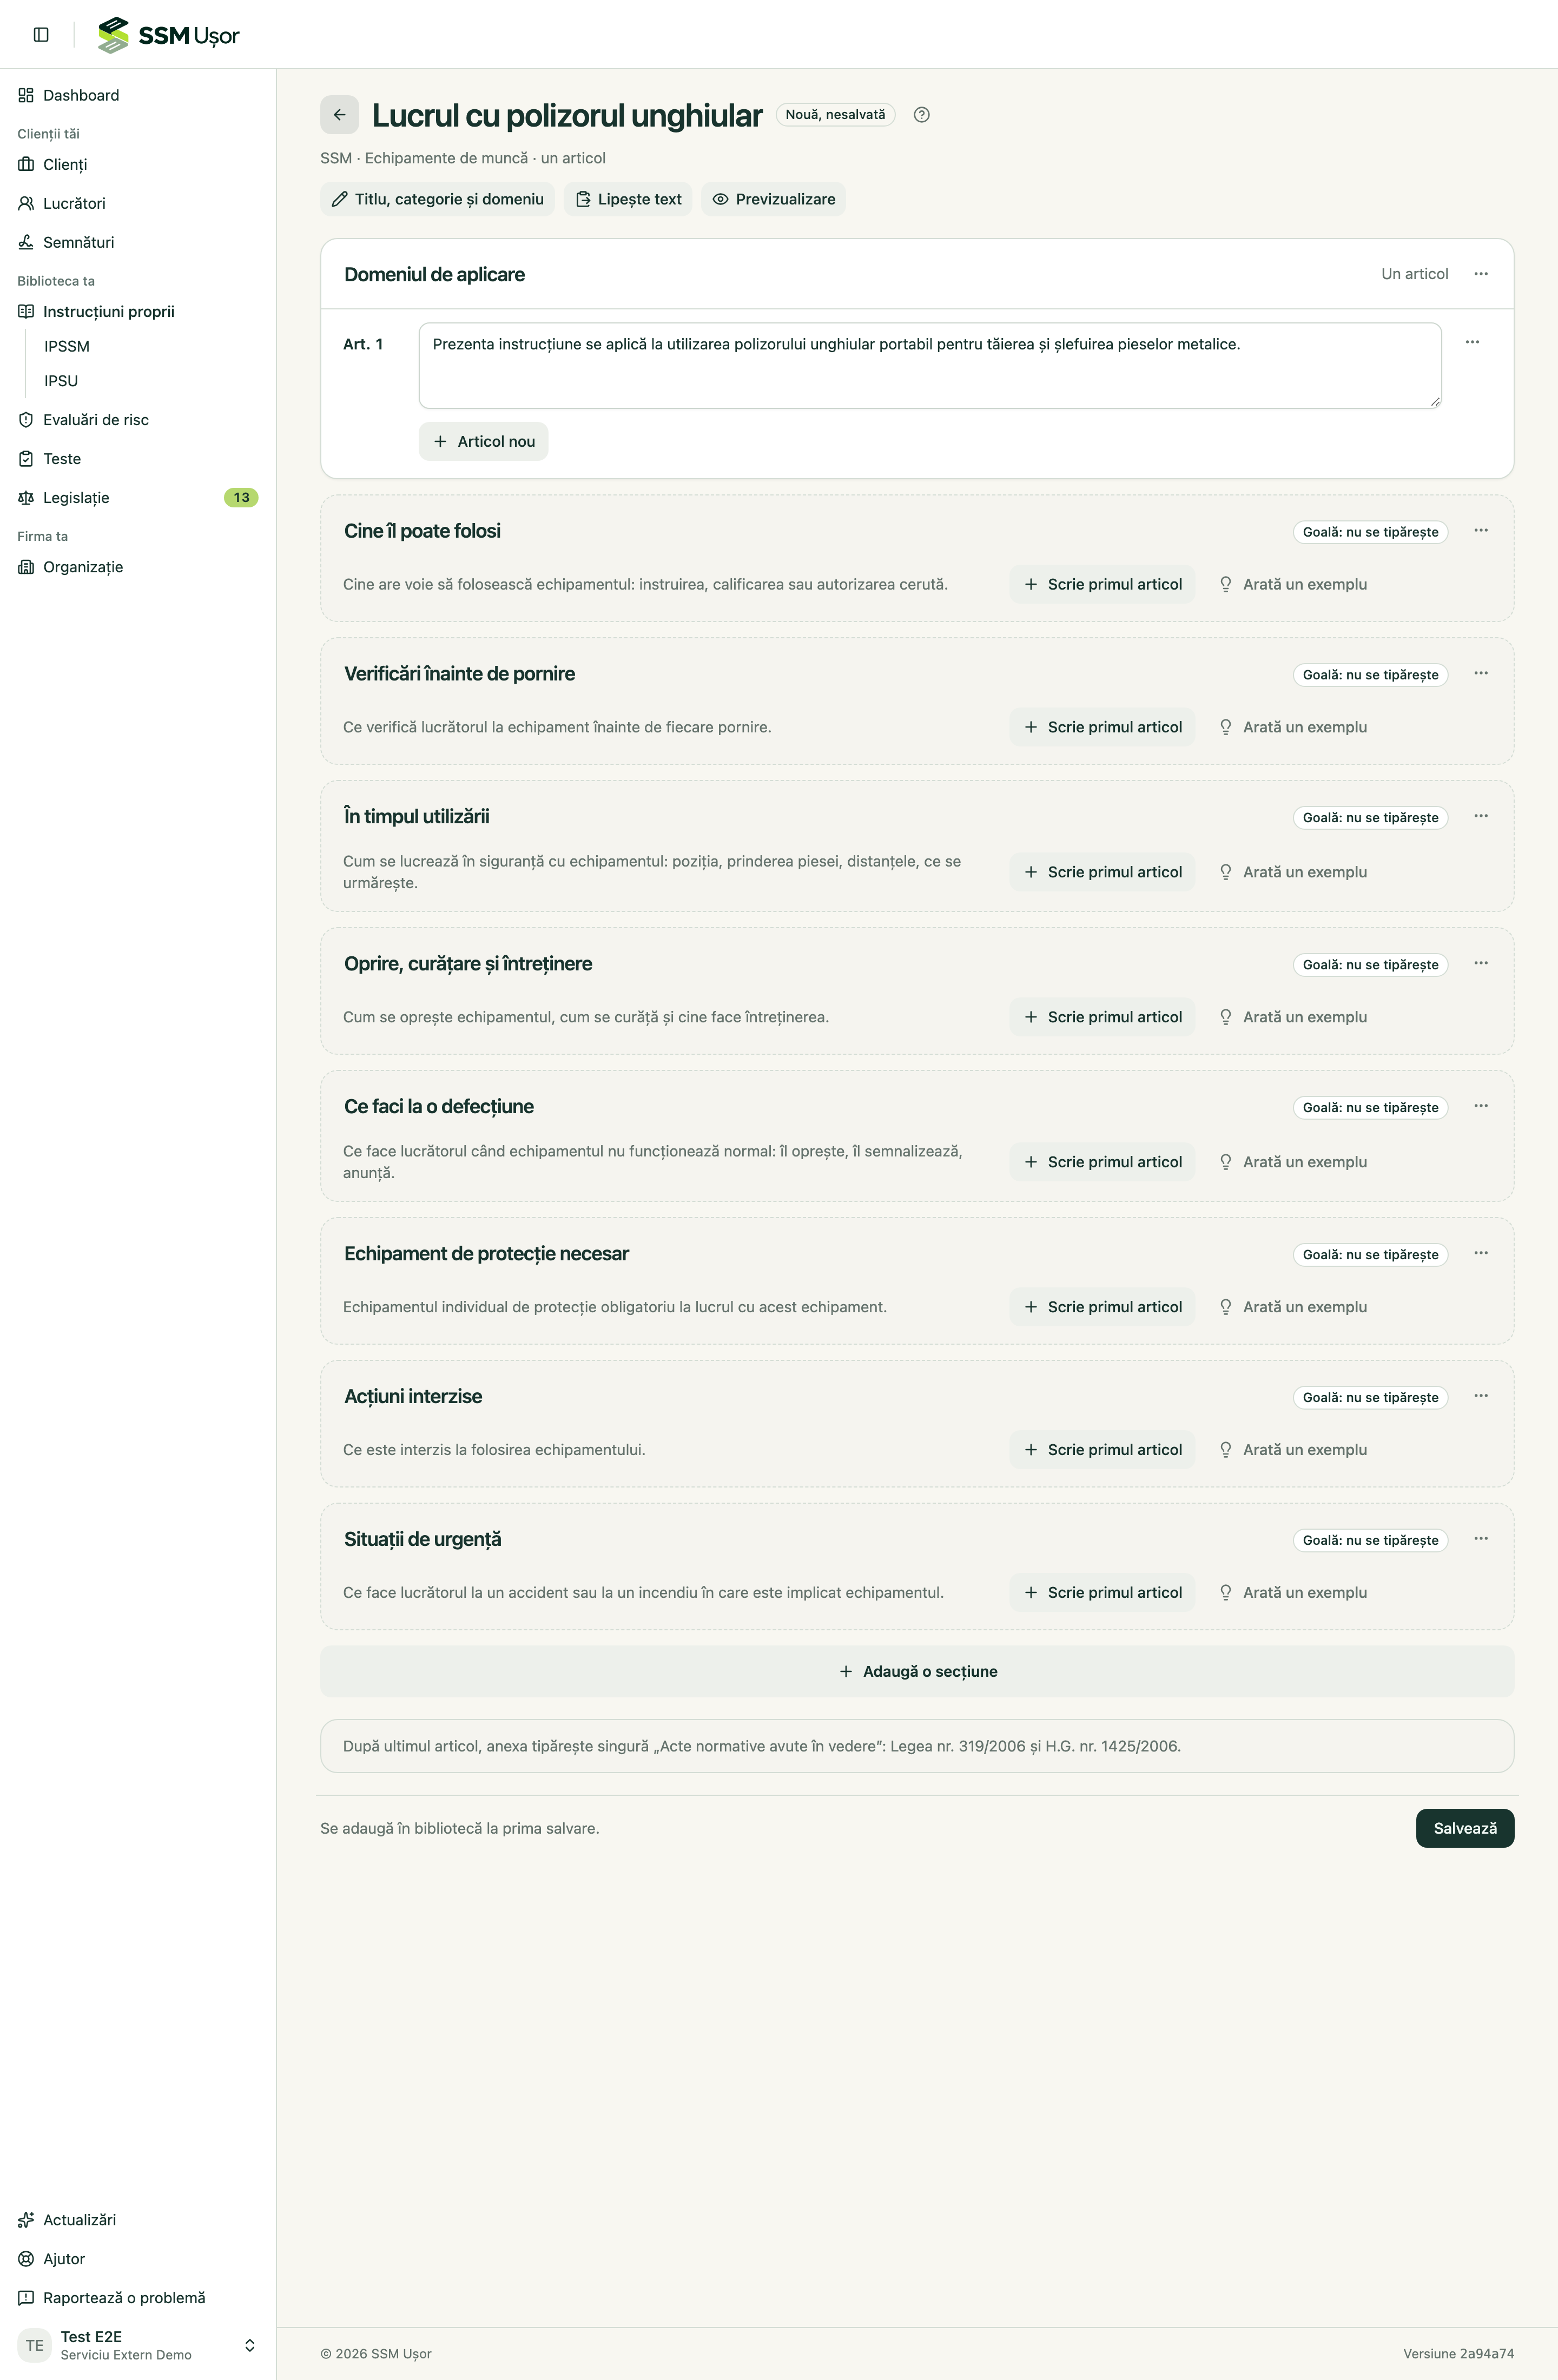 SSM Ușor
Dashboard
Clienții tăi
Clienți
Lucrători
Semnături
Biblioteca ta
Instrucțiuni proprii
IPSSM
IPSU
Evaluări de risc
Teste
Legislație 13
Firma ta
Organizație
Actualizări
Ajutor
Raportează o problemă
TE
Test E2E
Serviciu Extern Demo
Lucrul cu polizorul unghiular Nouă, nesalvată
SSM · Echipamente de muncă · un articol
Titlu, categorie și domeniu Lipește text Previzualizare
Domeniul de aplicare Un articol
Art. 1 Prezenta instrucțiune se aplică la utilizarea polizorului unghiular portabil pentru tăierea și șlefuirea pieselor metalice.
Articol nou
Cine îl poate folosi Goală: nu se tipărește
Cine are voie să folosească echipamentul: instruirea, calificarea sau autorizarea cerută. Scrie primul articol Arată un exemplu
Verificări înainte de pornire Goală: nu se tipărește
Ce verifică lucrătorul la echipament înainte de fiecare pornire. Scrie primul articol Arată un exemplu
În timpul utilizării Goală: nu se tipărește
Cum se lucrează în siguranță cu echipamentul: poziția, prinderea piesei, distanțele, ce se
urmărește. Scrie primul articol Arată un exemplu
Oprire, curățare și întreținere Goală: nu se tipărește
Cum se oprește echipamentul, cum se curăță și cine face întreținerea. Scrie primul articol Arată un exemplu
Ce faci la o defecțiune Goală: nu se tipărește
Ce face lucrătorul când echipamentul nu funcționează normal: îl oprește, îl semnalizează,
anunță. Scrie primul articol Arată un exemplu
Echipament de protecție necesar Goală: nu se tipărește
Echipamentul individual de protecție obligatoriu la lucrul cu acest echipament. Scrie primul articol Arată un exemplu
Acțiuni interzise Goală: nu se tipărește
Ce este interzis la folosirea echipamentului. Scrie primul articol Arată un exemplu
Situații de urgență Goală: nu se tipărește
Ce face lucrătorul la un accident sau la un incendiu în care este implicat echipamentul. Scrie primul articol Arată un exemplu
Adaugă o secțiune
După ultimul articol, anexa tipărește singură „Acte normative avute în vedere”: Legea nr. 319/2006 și H.G. nr. 1425/2006.
Se adaugă în bibliotecă la prima salvare. Salvează
© 2026 SSM Ușor Versiune 2a94a74